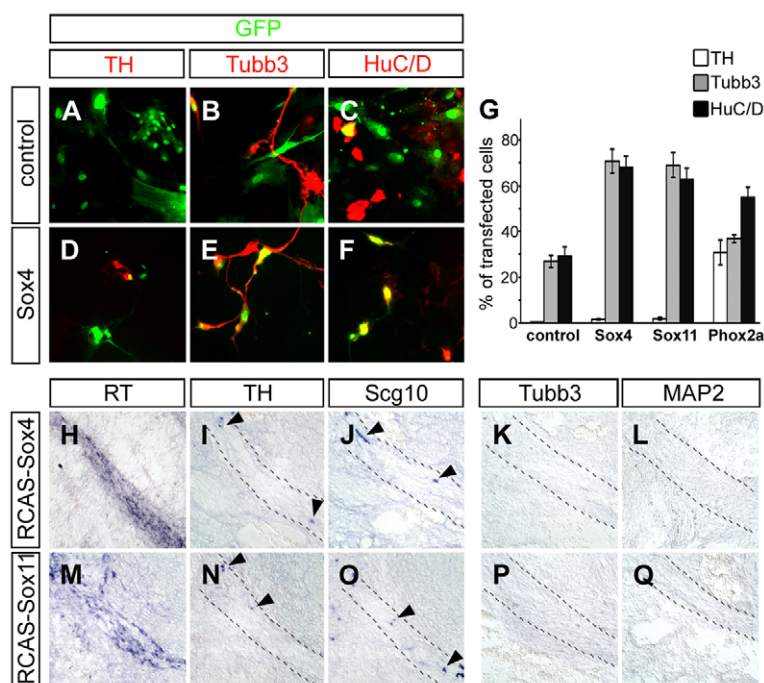 GFP
TH Tubb3 HuC/D
control
A B C
Sox4
D E F
G
TH
Tubb3
HuC/D
% of transfected cells
80
60
40
20
0
control Sox4 Sox11 Phox2a
RT TH Scg10 Tubb3 MAP2
RCAS-Sox4
H I J K L
RCAS-Sox11
M N O P Q